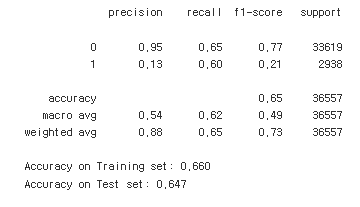 precision recall f1-score support
0 0,95 0,65 0,77 33619
1 0,13 0,60 0,21 2938
accuracy 0,65 36557
macro avg 0,54 0,62 0,49 36557
weighted avg 0,88 0,65 0,73 36557
Accuracy on Training set: 0,660
Accuracy on Test set: 0,647